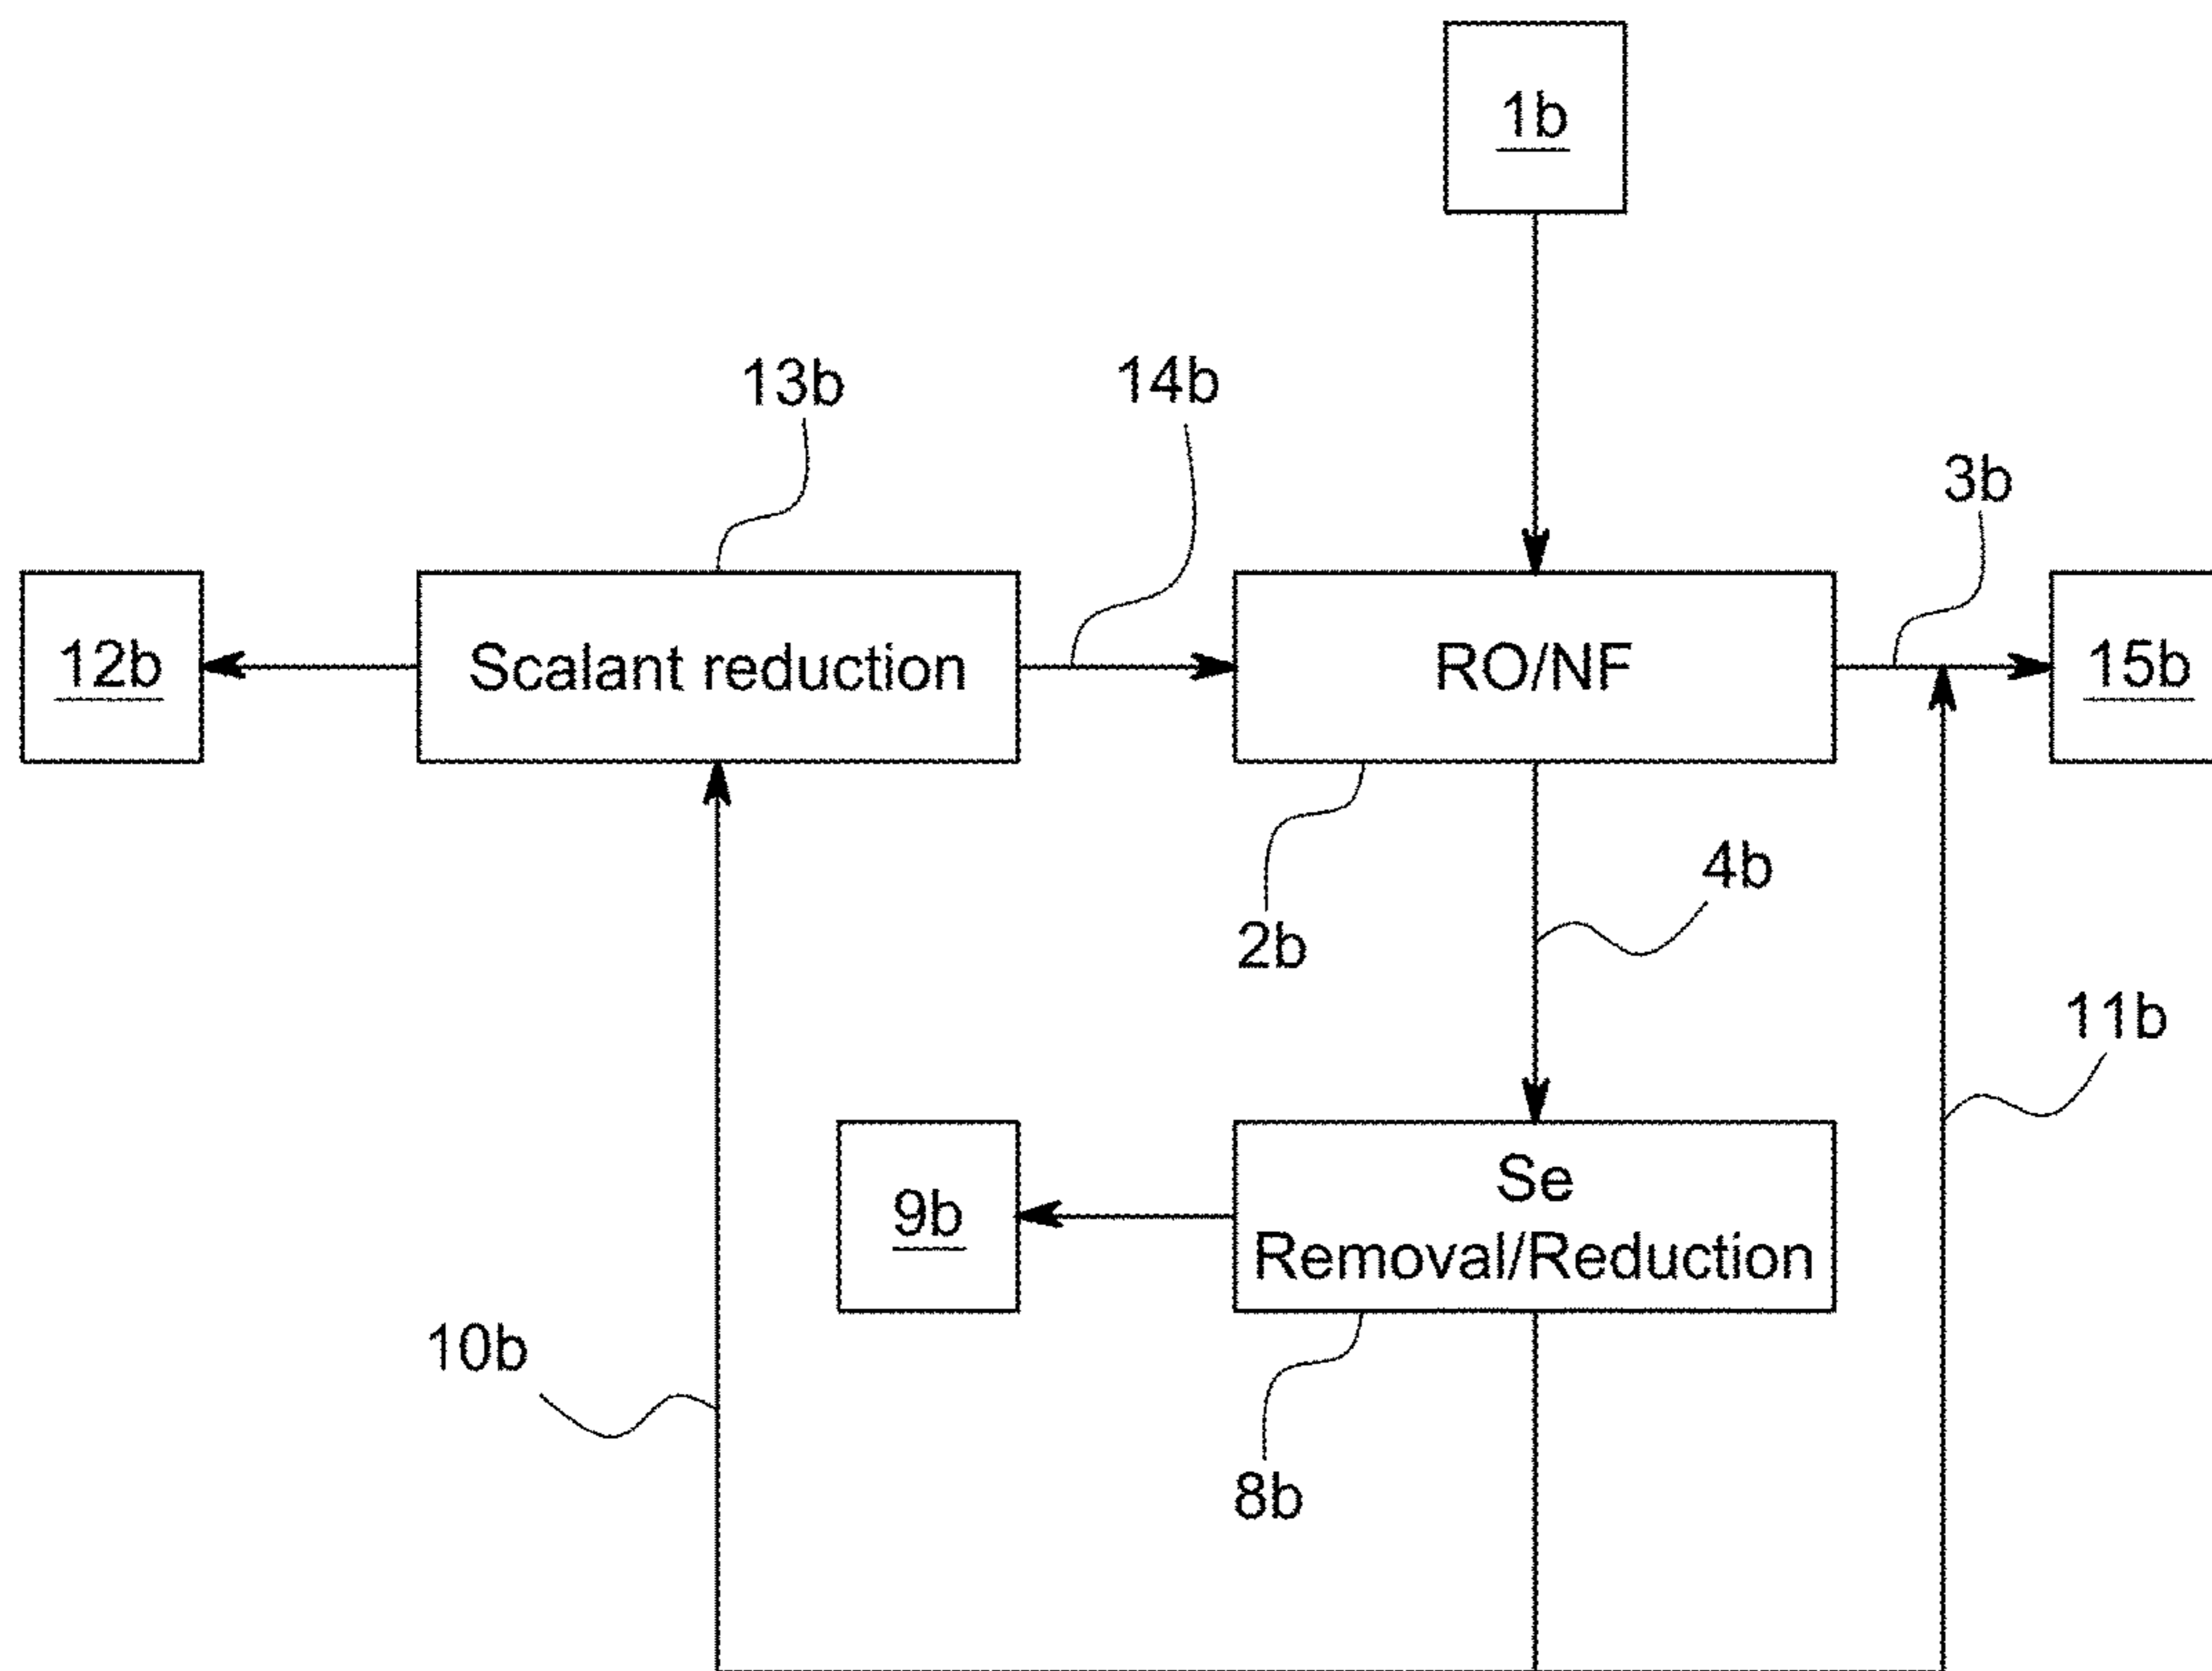 1b
13b
14b
3b
12b
Scalant reduction
RO/NF
15b
4b
2b
11b
Se
Removal/Reduction
9b
10b
8b